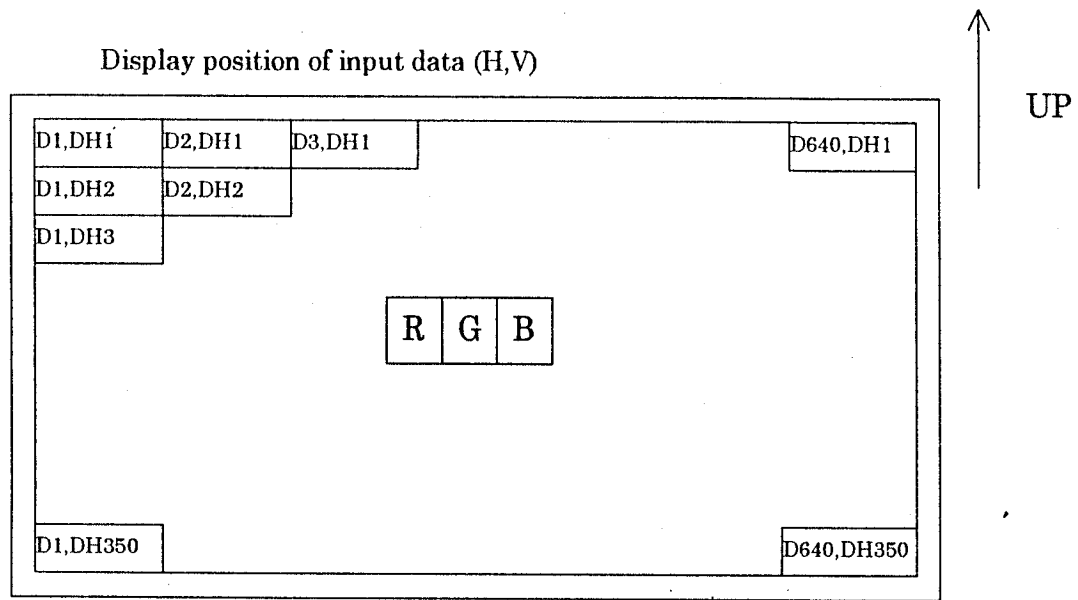 Display position of input data (H,V)
UP
D1,DH1 D2,DH1 D3,DH1 D640,DH1
D1,DH2 D2,DH2
D1,DH3
R G B
D1,DH350 D640,DH350